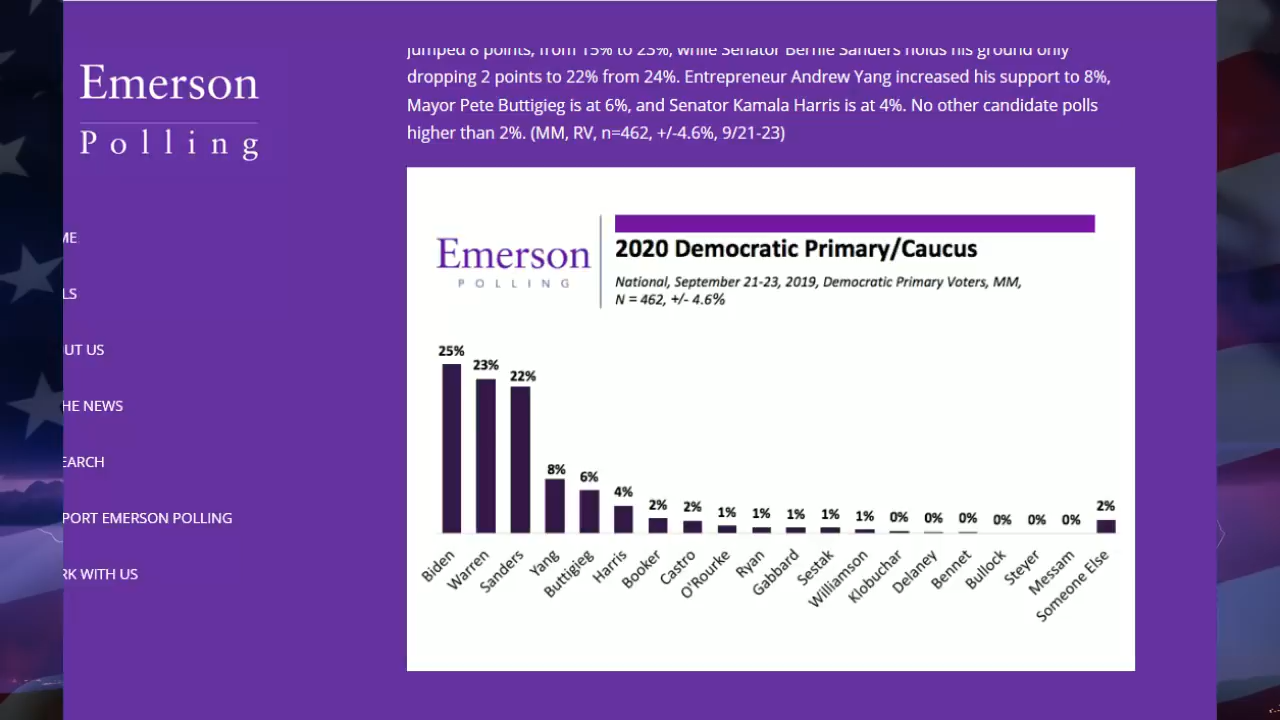 jumped 8 points, from 15% to 23%, while Senator Bernie Sanders holds his ground only
dropping 2 points to 22% from 24%. Entrepreneur Andrew Yang increased his support to 8%,
Mayor Pete Buttigieg is at 6%, and Senator Kamala Harris is at 4%. No other candidate polls
higher than 2%. (MM, RV, n=462, +/-4.6%, 9/21-23)
Emerson
Polling
ME
LS
UT US
HE NEWS
EARCH
PORT EMERSON POLLING
RK WITH US
Emerson
POLLING
2020 Democratic Primary/Caucus
National, September 21-23, 2019, Democratic Primary Voters, MM,
N = 462, +/- 4.6%
25% 23% 22% 8% 6% 4% 2% 2% 1% 1% 1% 1% 1% 0% 0% 0% 0% 0% 0% 2%
Biden Warren Sanders Yang Buttigieg Harris Booker Castro O'Rourke Ryan Gabbard Sestak Williamson Klobuchar Delaney Bennet Bullock Steyer Messam Someone Else